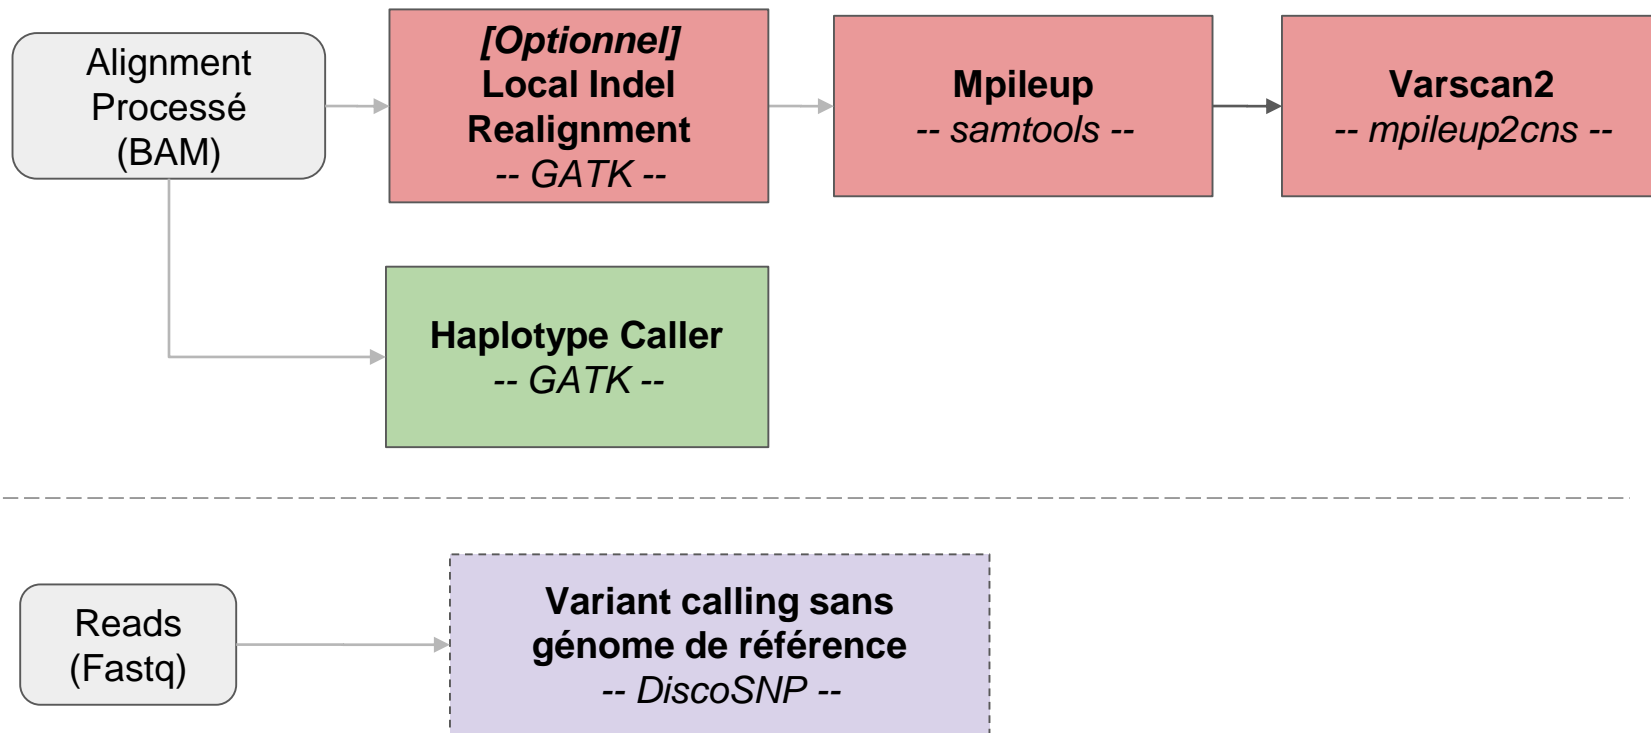 Alignment
Processé
(BAM)
[Optionnel]
Local Indel
Realignment
-- GATK --
Mpileup
-- samtools --
Varscan2
-- mpileup2cns --
Haplotype Caller
-- GATK --
Reads
(Fastq)
Variant calling sans
génome de référence
-- DiscoSNP --